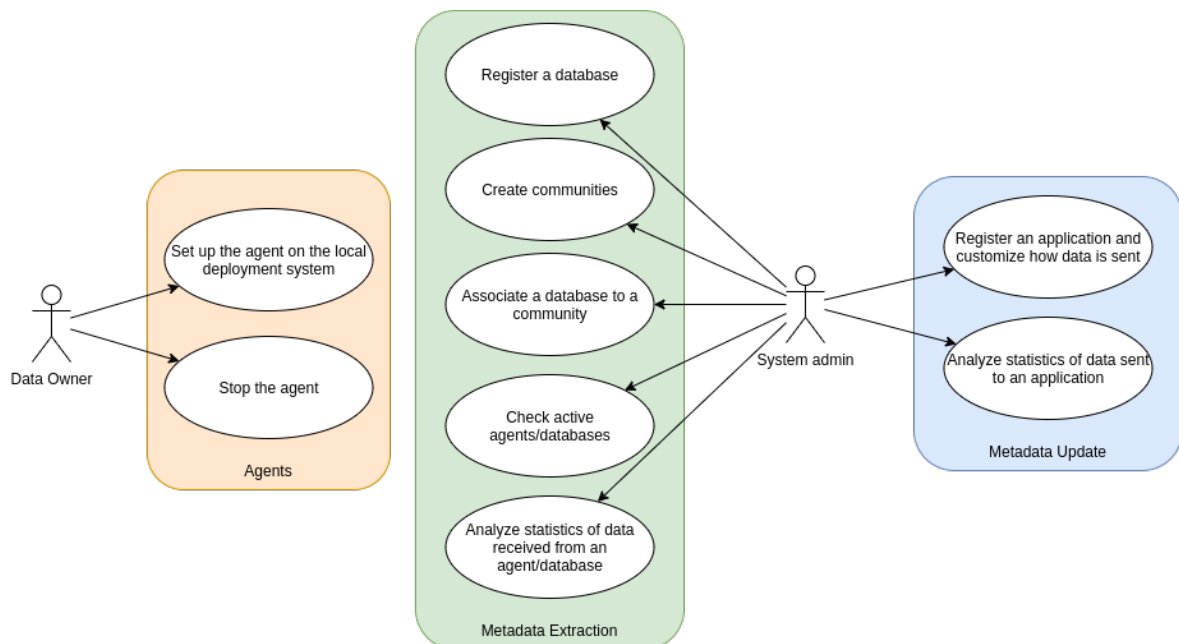 Data Owner
Set up the agent on the local
deployment system
Stop the agent
Agents
Register a database
Create communities
Associate a database to a
community
Check active
agents/databases
Analyze statistics of data
received from an
agent/database
Metadata Extraction
System admin
Register an application and
customize how data is sent
Analyze statistics of data sent
to an application
Metadata Update